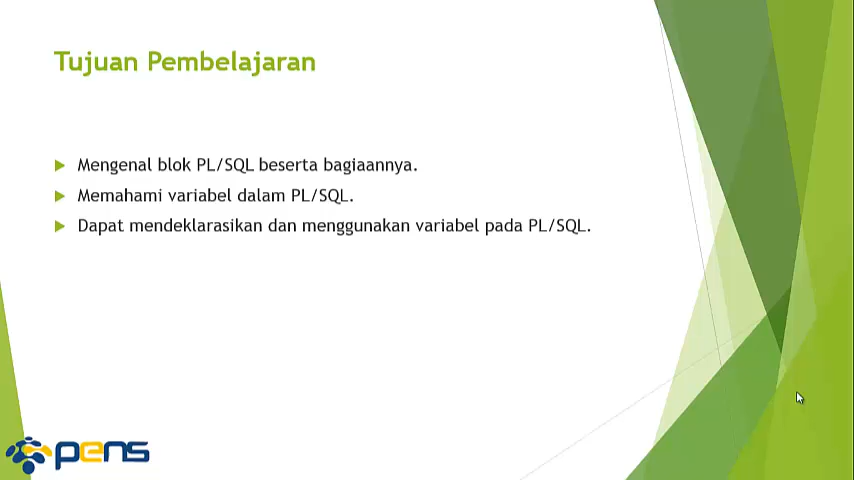 Tujuan Pembelajaran
Mengenal blok PL/SQL beserta bagiaannya.
Memahami variabel dalam PL/SQL.
Dapat mendeklarasikan dan menggunakan variabel pada PL/SQL.
pens